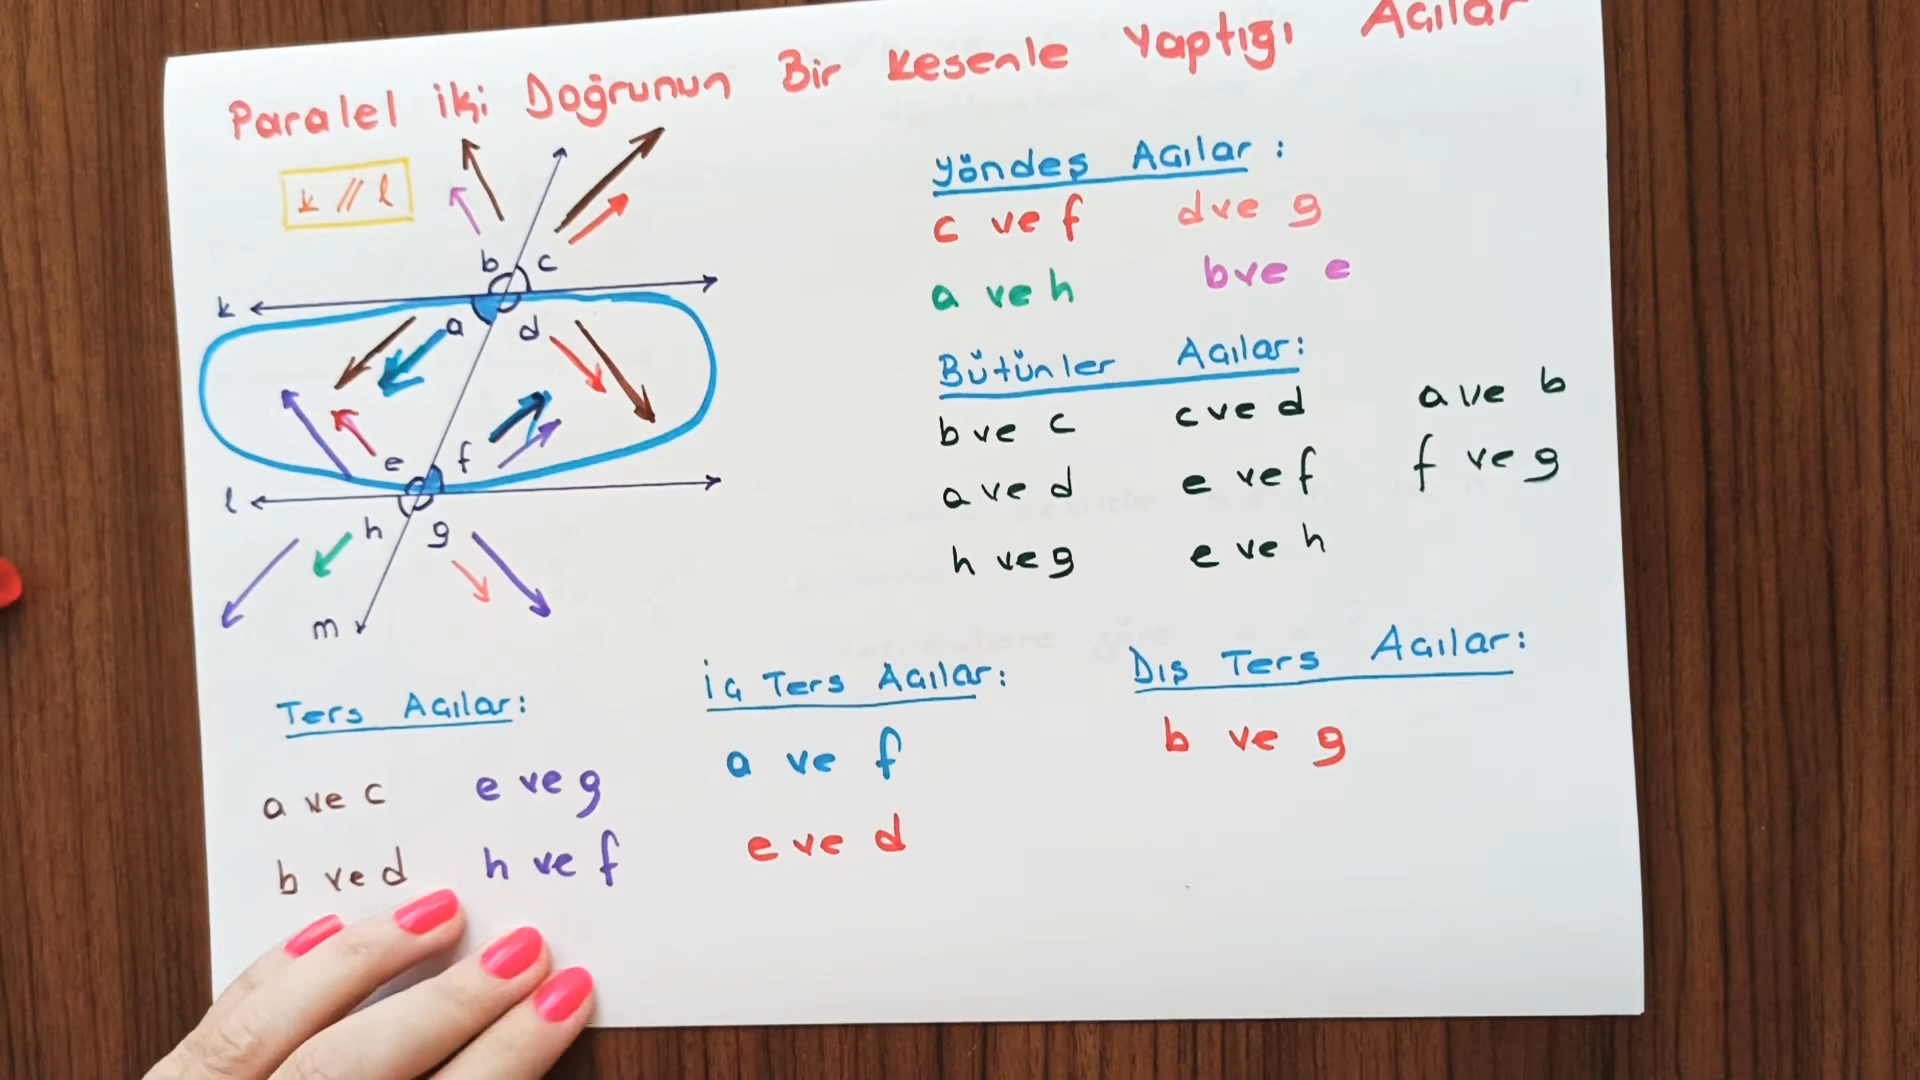 Paralel iki Doğrunun Bir Kesenle Yaptığı Açılar
k // l
b c
k
a d
e f
l
h g
m
Yöndeş Açılar :
c ve f d ve g
a ve h b ve e
Bütünler Açılar:
b ve c c ve d a ve b
a ve d e ve f f ve g
h ve g e ve h
Ters Açılar:
a ve c e ve g
b ve d h ve f
İç Ters Açılar:
a ve f
e ve d
Dış Ters Açılar:
b ve g